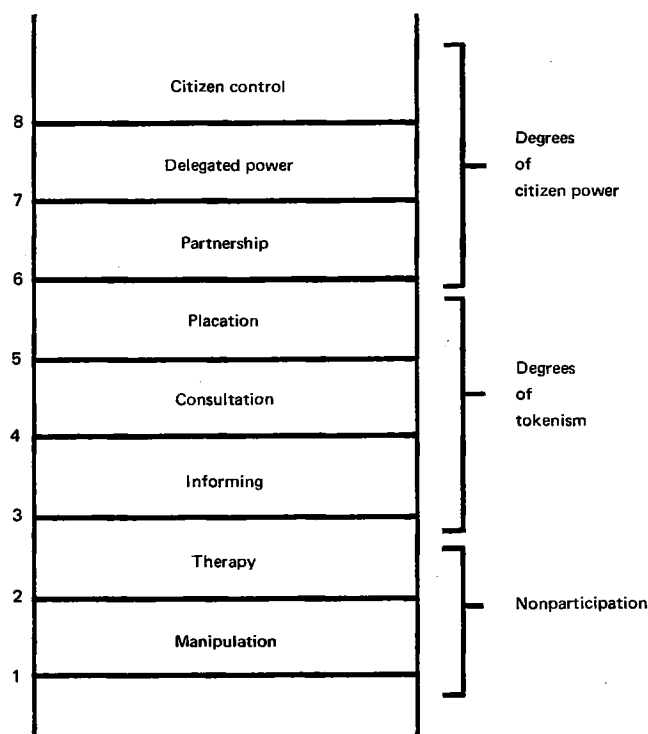 Citizen control
8
Delegated power
7
Partnership
6
Placation
5
Consultation
4
Informing
3
Therapy
2
Manipulation
1
Degrees
of
citizen power
Degrees
of
tokenism
Nonparticipation